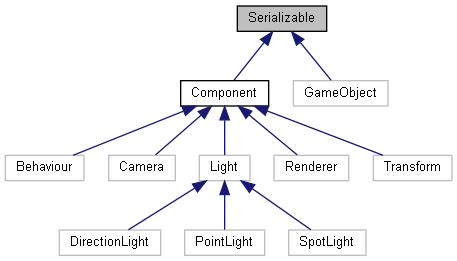 Serializable
Component
GameObject
Behaviour
Camera
Light
Renderer
Transform
DirectionLight
PointLight
SpotLight